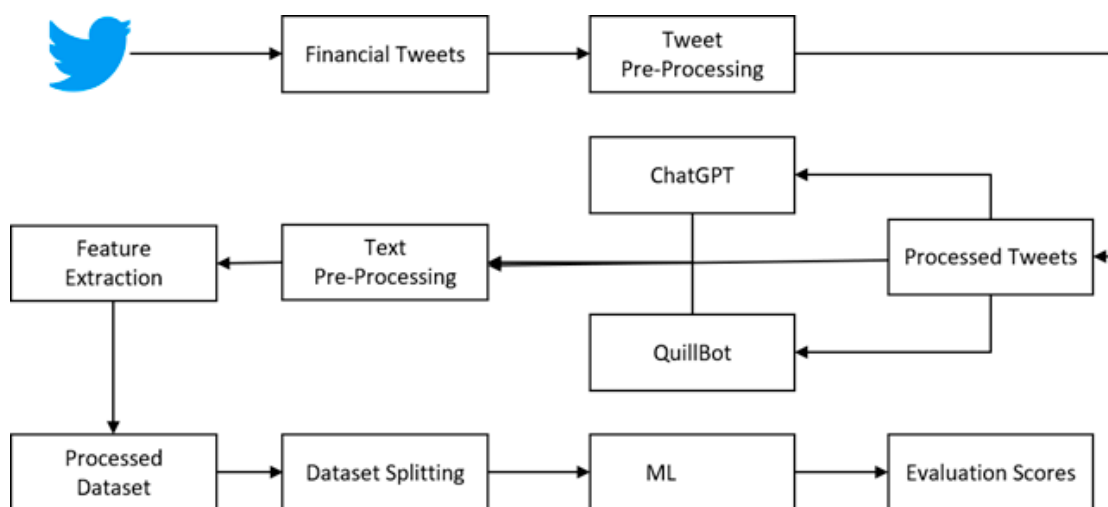 Financial Tweets
Tweet
Pre-Processing
ChatGPT
Feature
Extraction
Text
Pre-Processing
Processed Tweets
QuillBot
Processed
Dataset
Dataset Splitting
ML
Evaluation Scores